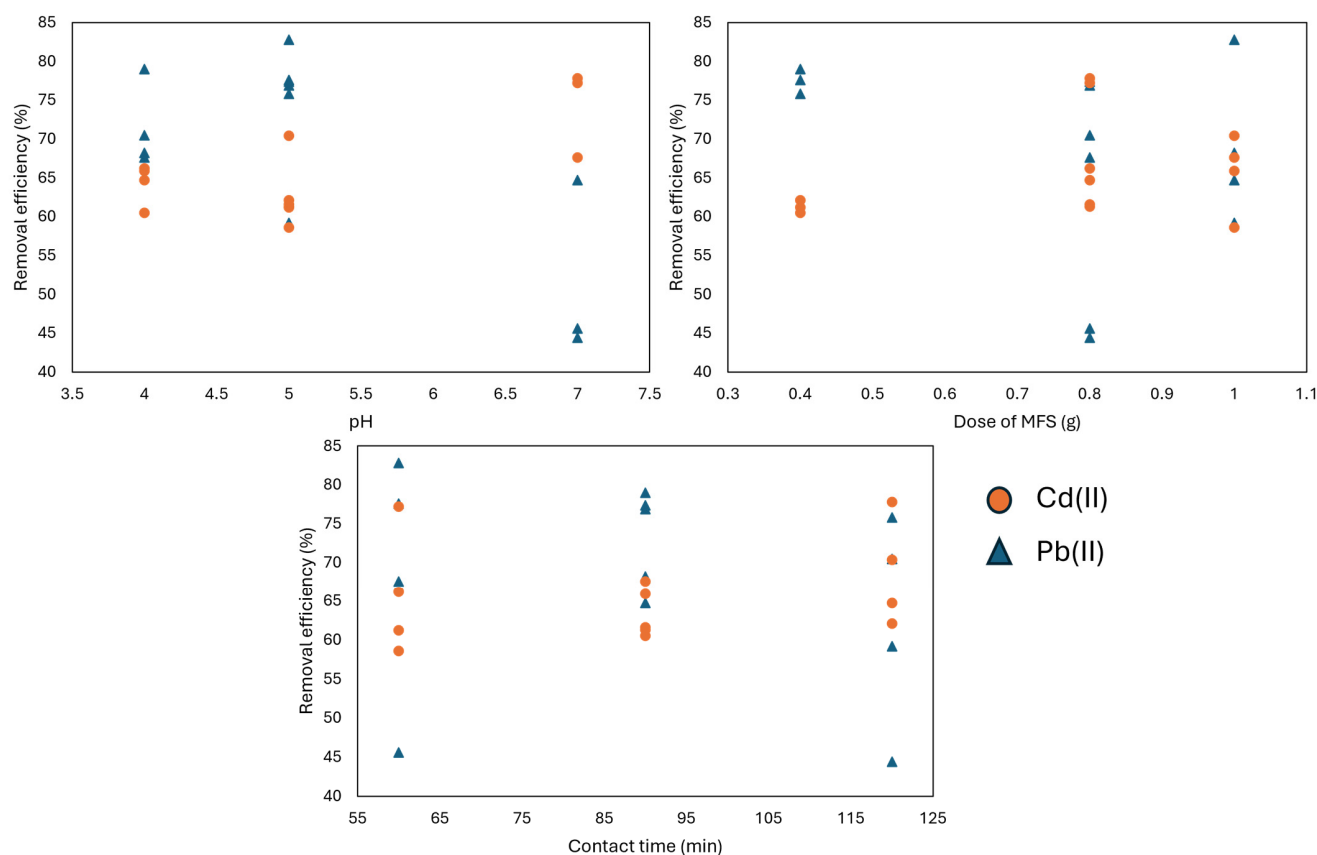 Removal efficiency (%)
85
80
75
70
65
60
55
50
45
40
3.5 4 4.5 5 5.5 6 6.5 7 7.5
pH
Removal efficiency (%)
85
80
75
70
65
60
55
50
45
40
0.3 0.4 0.5 0.6 0.7 0.8 0.9 1 1.1
Dose of MFS (g)
Removal efficiency (%)
85
80
75
70
65
60
55
50
45
40
55 65 75 85 95 105 115 125
Contact time (min)
Cd(II)
Pb(II)